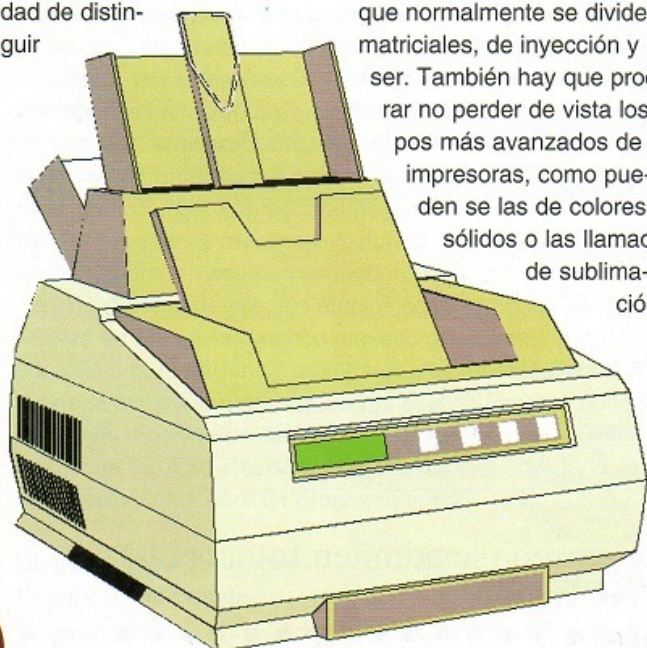 dad de distin-
guir
que normalmente se divide
matriciales, de inyección y
ser. También hay que pro
rar no perder de vista los
pos más avanzados de
impresoras, como pue-
den se las de colores
sólidos o las llama
de sublima-
ció